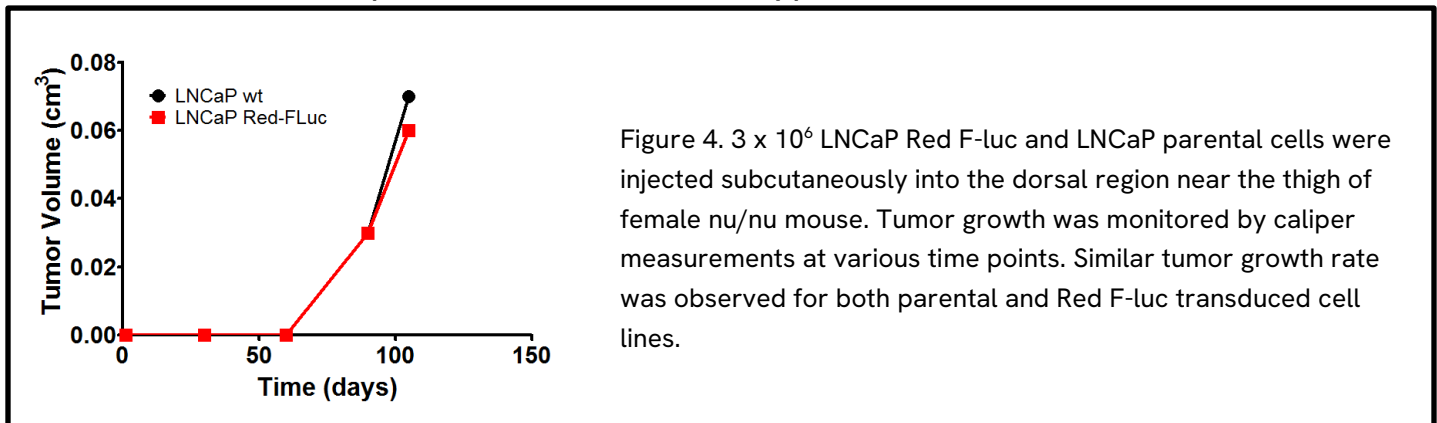 0.08
0.06
0.04
0.02
0.00
Tumor Volume (cm³)
LNCaP wt
LNCaP Red-FLuc
0
50
100
150
Time (days)
Figure 4. 3 x 10⁶ LNCaP Red F-luc and LNCaP parental cells were
injected subcutaneously into the dorsal region near the thigh of
female nu/nu mouse. Tumor growth was monitored by caliper
measurements at various time points. Similar tumor growth rate
was observed for both parental and Red F-luc transduced cell
lines.